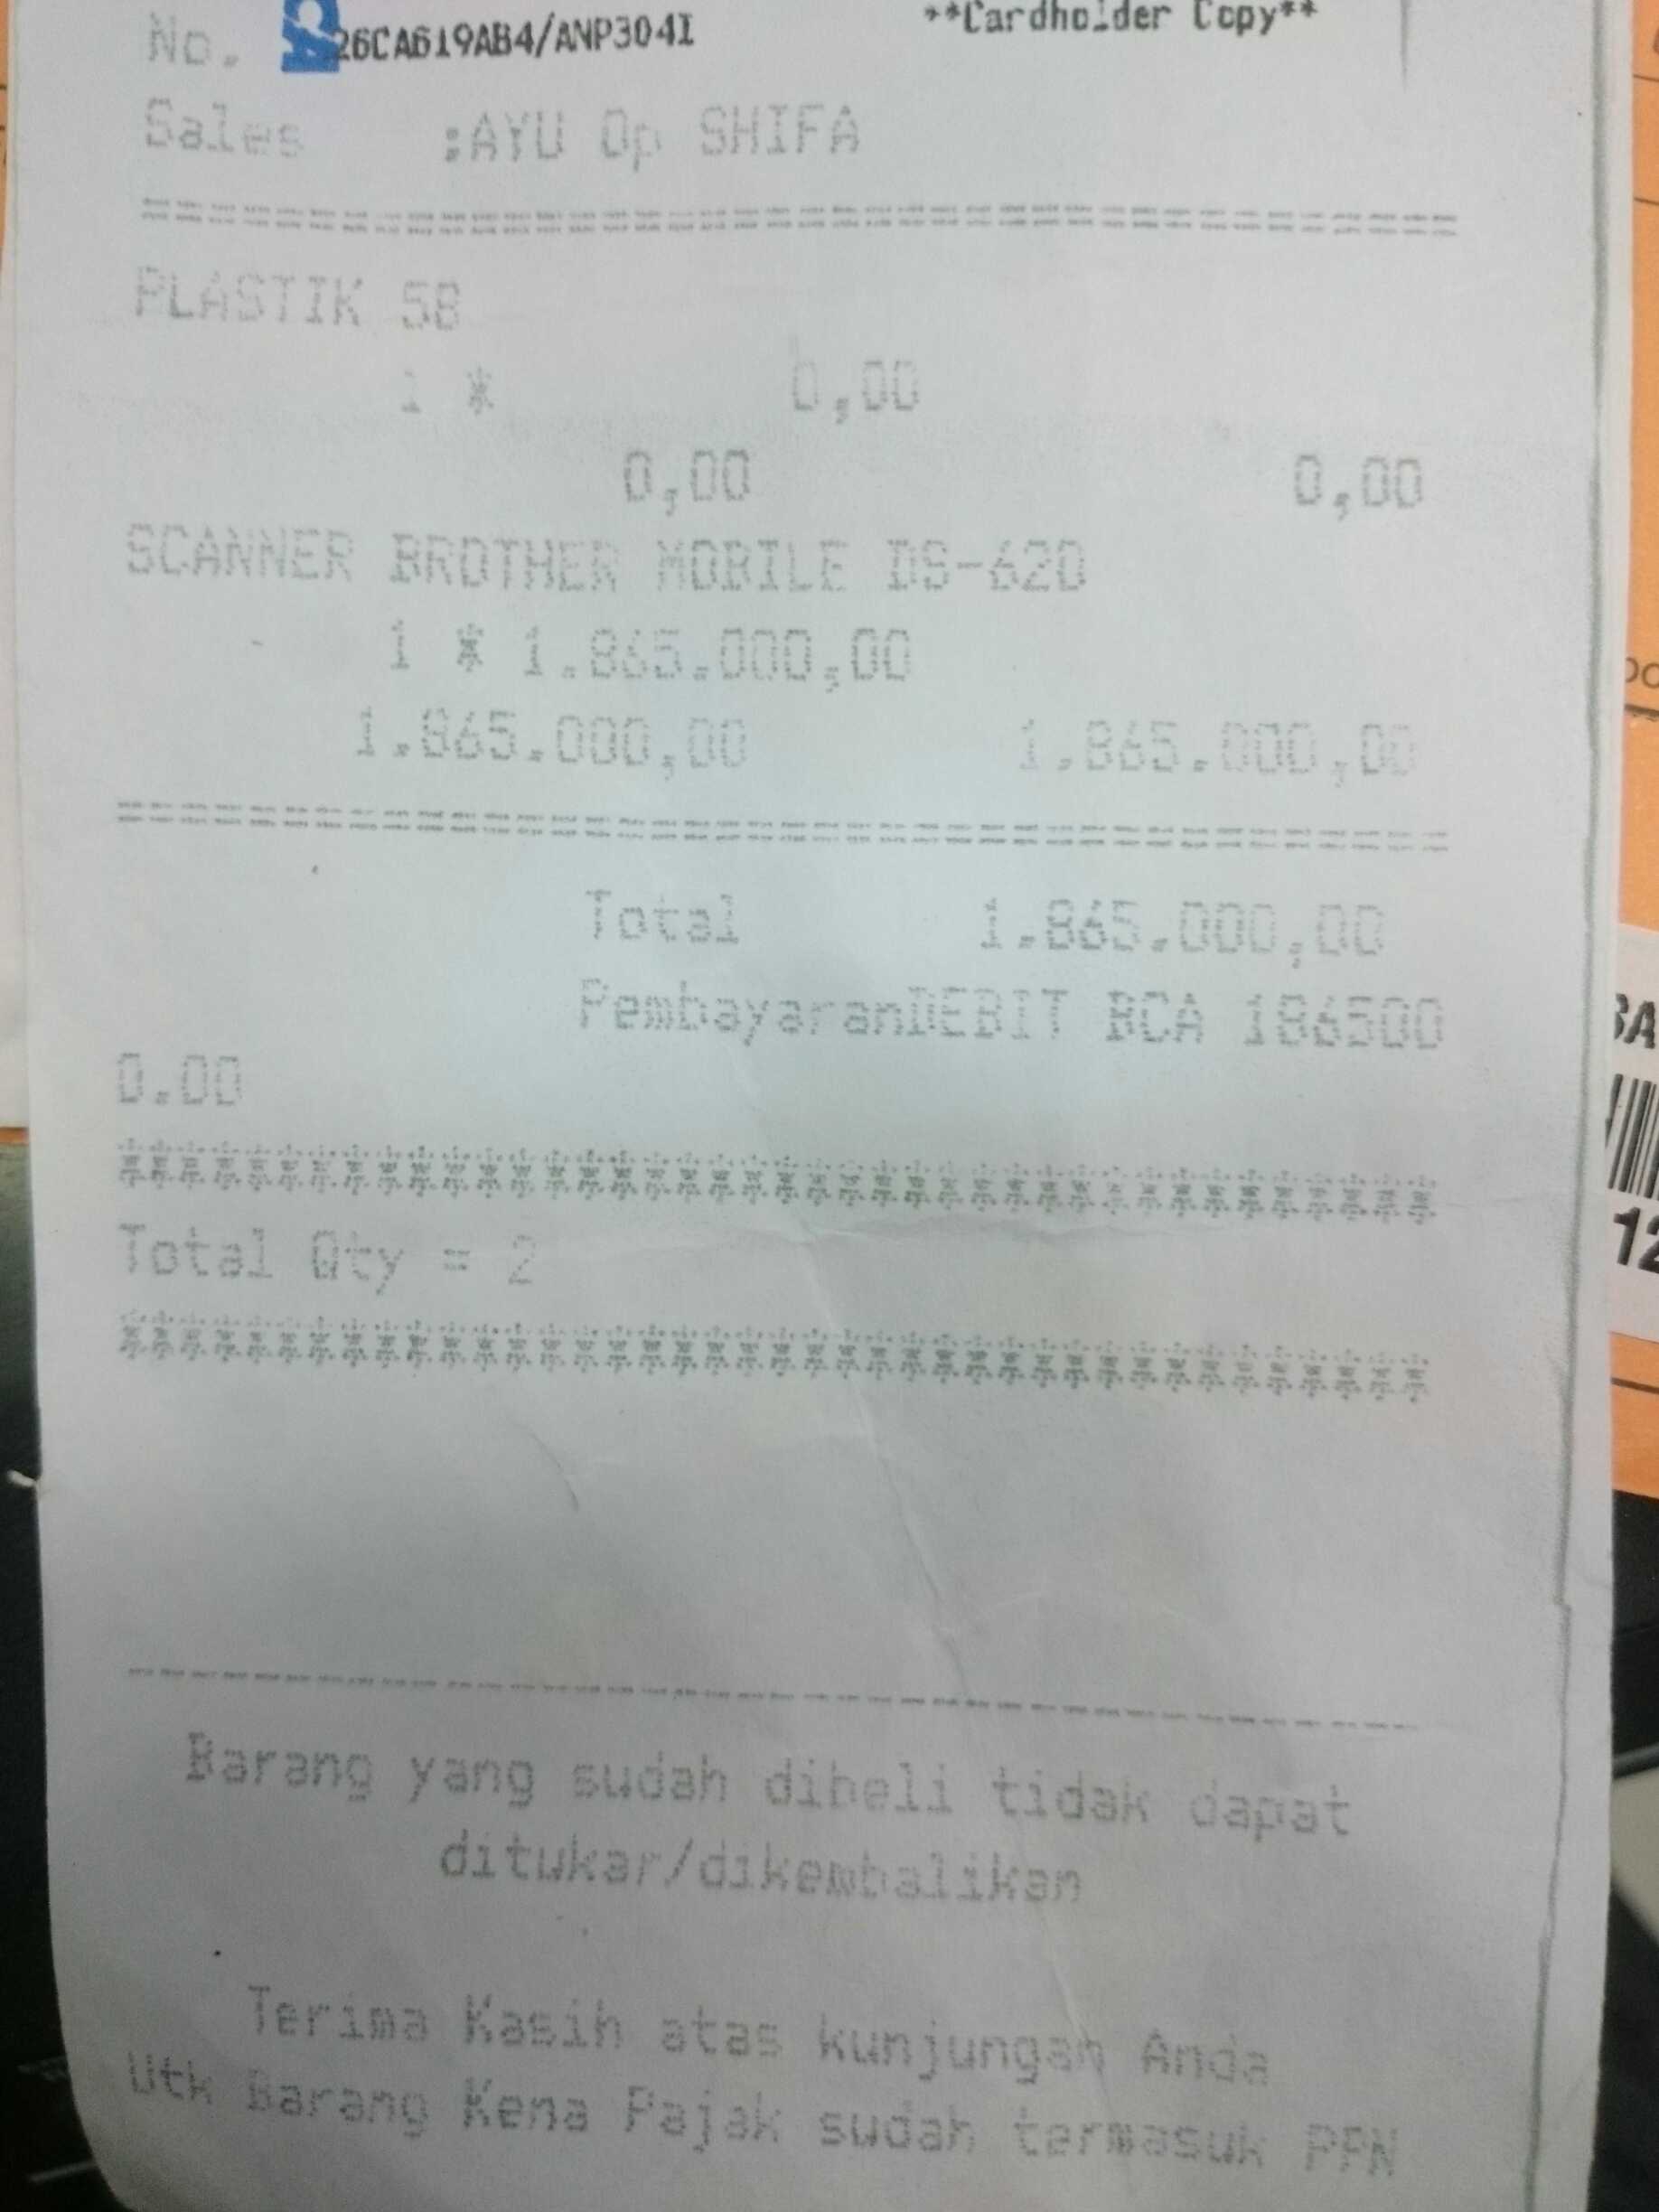 No. 26CA619AB4/ANP304I **Cardholder Copy**
Sales :AYU Op SHIFA
PLASTIK 58
1 * 0,00
0,00 0,00
SCANNER BROTHER MOBILE DS-620
1 * 1.865.000,00
1.865.000,00 1.865.000,00
Total 1.865.000,00
PembayaranDEBIT BCA 186500
0.00
**************************************
Total Qty = 2
**************************************
Barang yang sudah dibeli tidak dapat
ditukar/dikembalikan
Terima Kasih atas kunjungan Anda
Utk Barang Kena Pajak sudah termasuk PPN
12